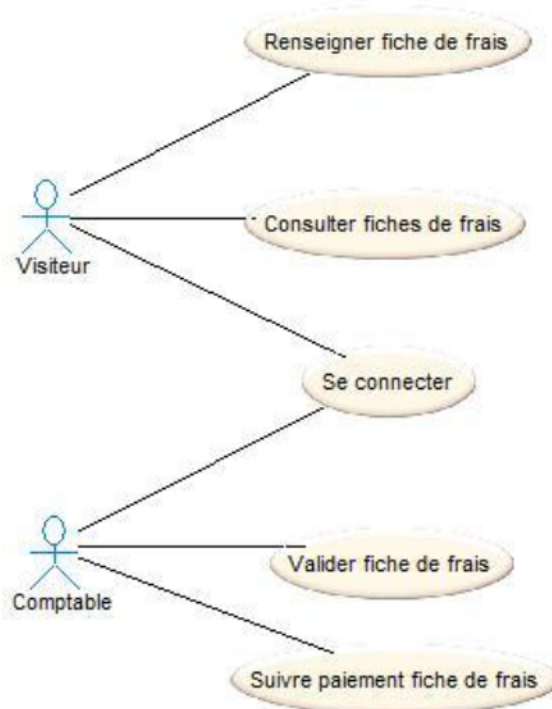 Renseigner fiche de frais
Consulter fiches de frais
Visiteur
Se connecter
Valider fiche de frais
Comptable
Suivre paiement fiche de frais